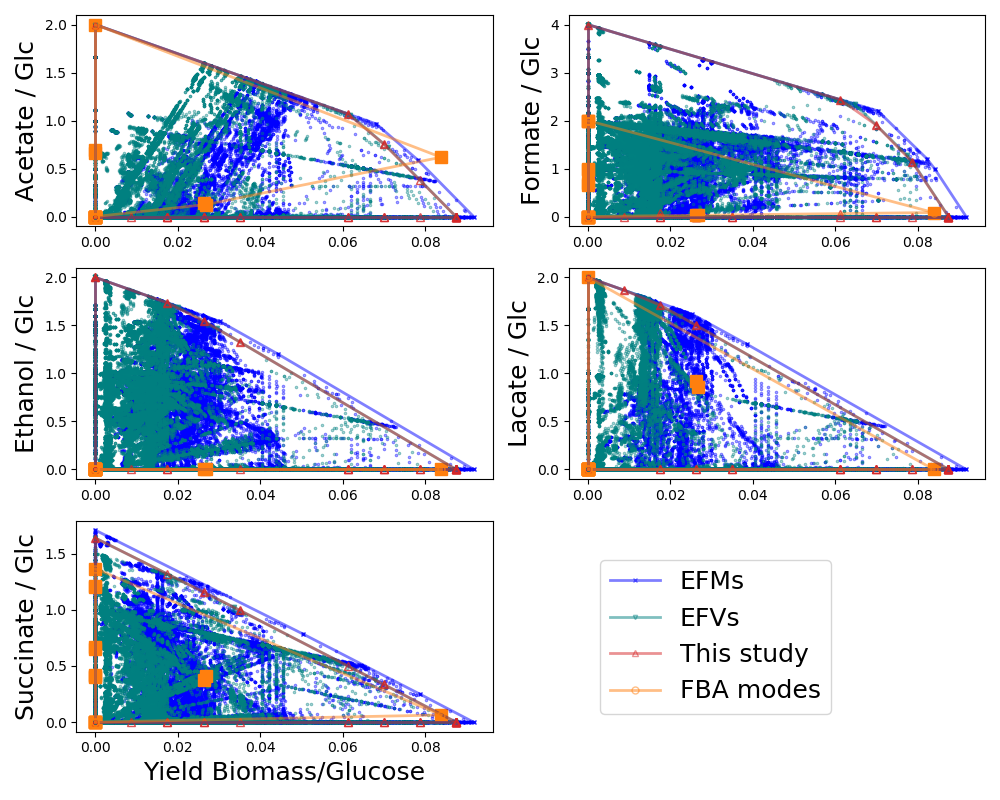 Acetate / Glc
2.0
1.5
1.0
0.5
0.0
0.00 0.02 0.04 0.06 0.08
Formate / Glc
4
3
2
1
0
0.00 0.02 0.04 0.06 0.08
Ethanol / Glc
2.0
1.5
1.0
0.5
0.0
0.00 0.02 0.04 0.06 0.08
Lacate / Glc
2.0
1.5
1.0
0.5
0.0
0.00 0.02 0.04 0.06 0.08
Succinate / Glc
1.5
1.0
0.5
0.0
0.00 0.02 0.04 0.06 0.08
Yield Biomass/Glucose
EFMs
EFVs
This study
FBA modes